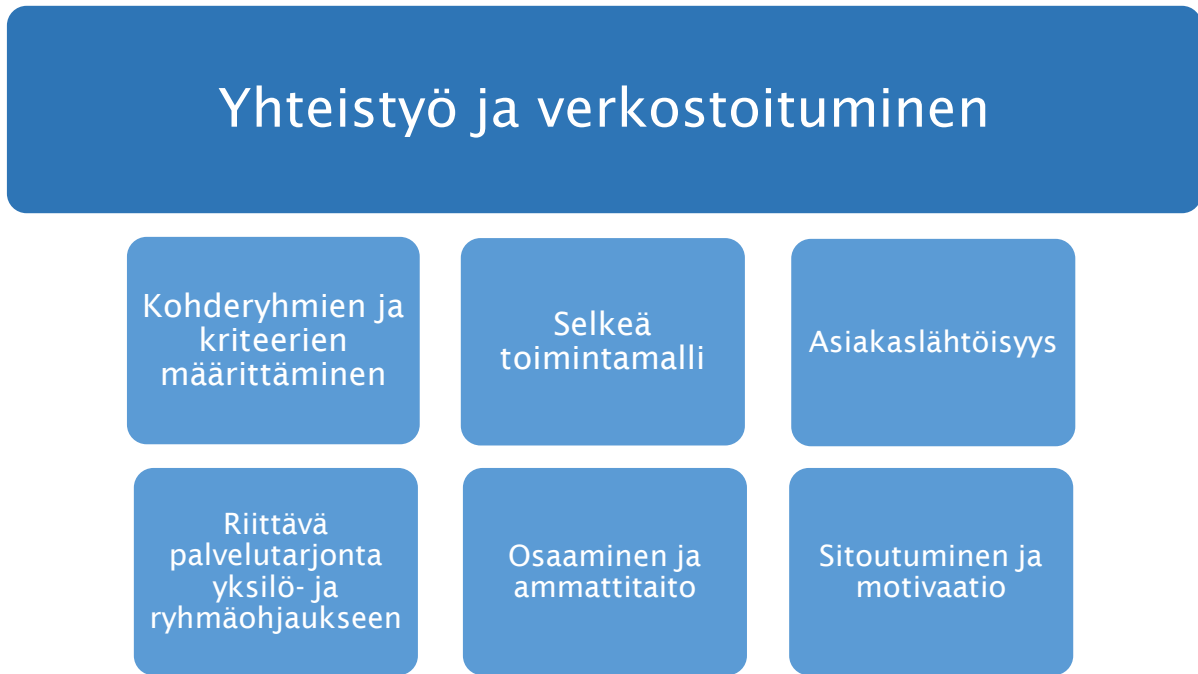 Yhteistyö ja verkostoituminen
Kohderyhmien ja
kriteerien
määrittäminen
Selkeä
toimintamalli
Asiakaslähtöisyys
Riittävä
palvelutarjonta
yksilö- ja
ryhmäohjaukseen
Osaaminen ja
ammattitaito
Sitoutuminen ja
motivaatio